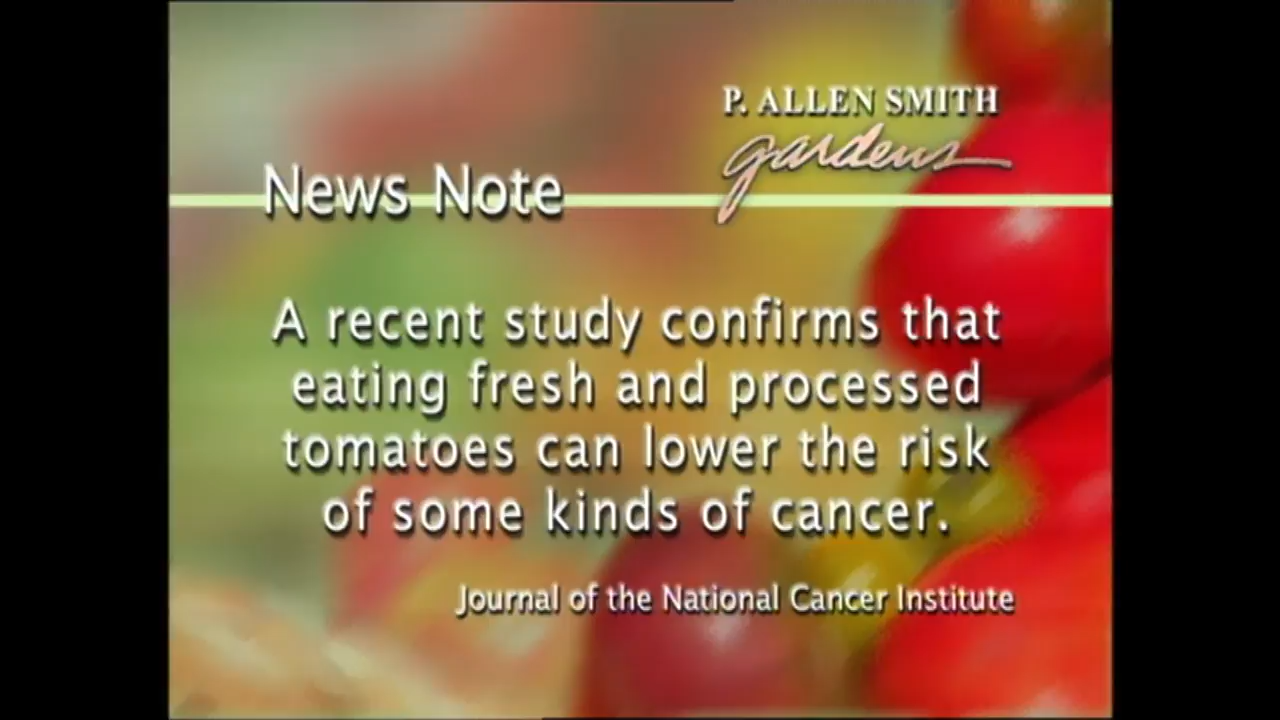 P. ALLEN SMITH
gardens
News Note
A recent study confirms that
eating fresh and processed
tomatoes can lower the risk
of some kinds of cancer.
Journal of the National Cancer Institute